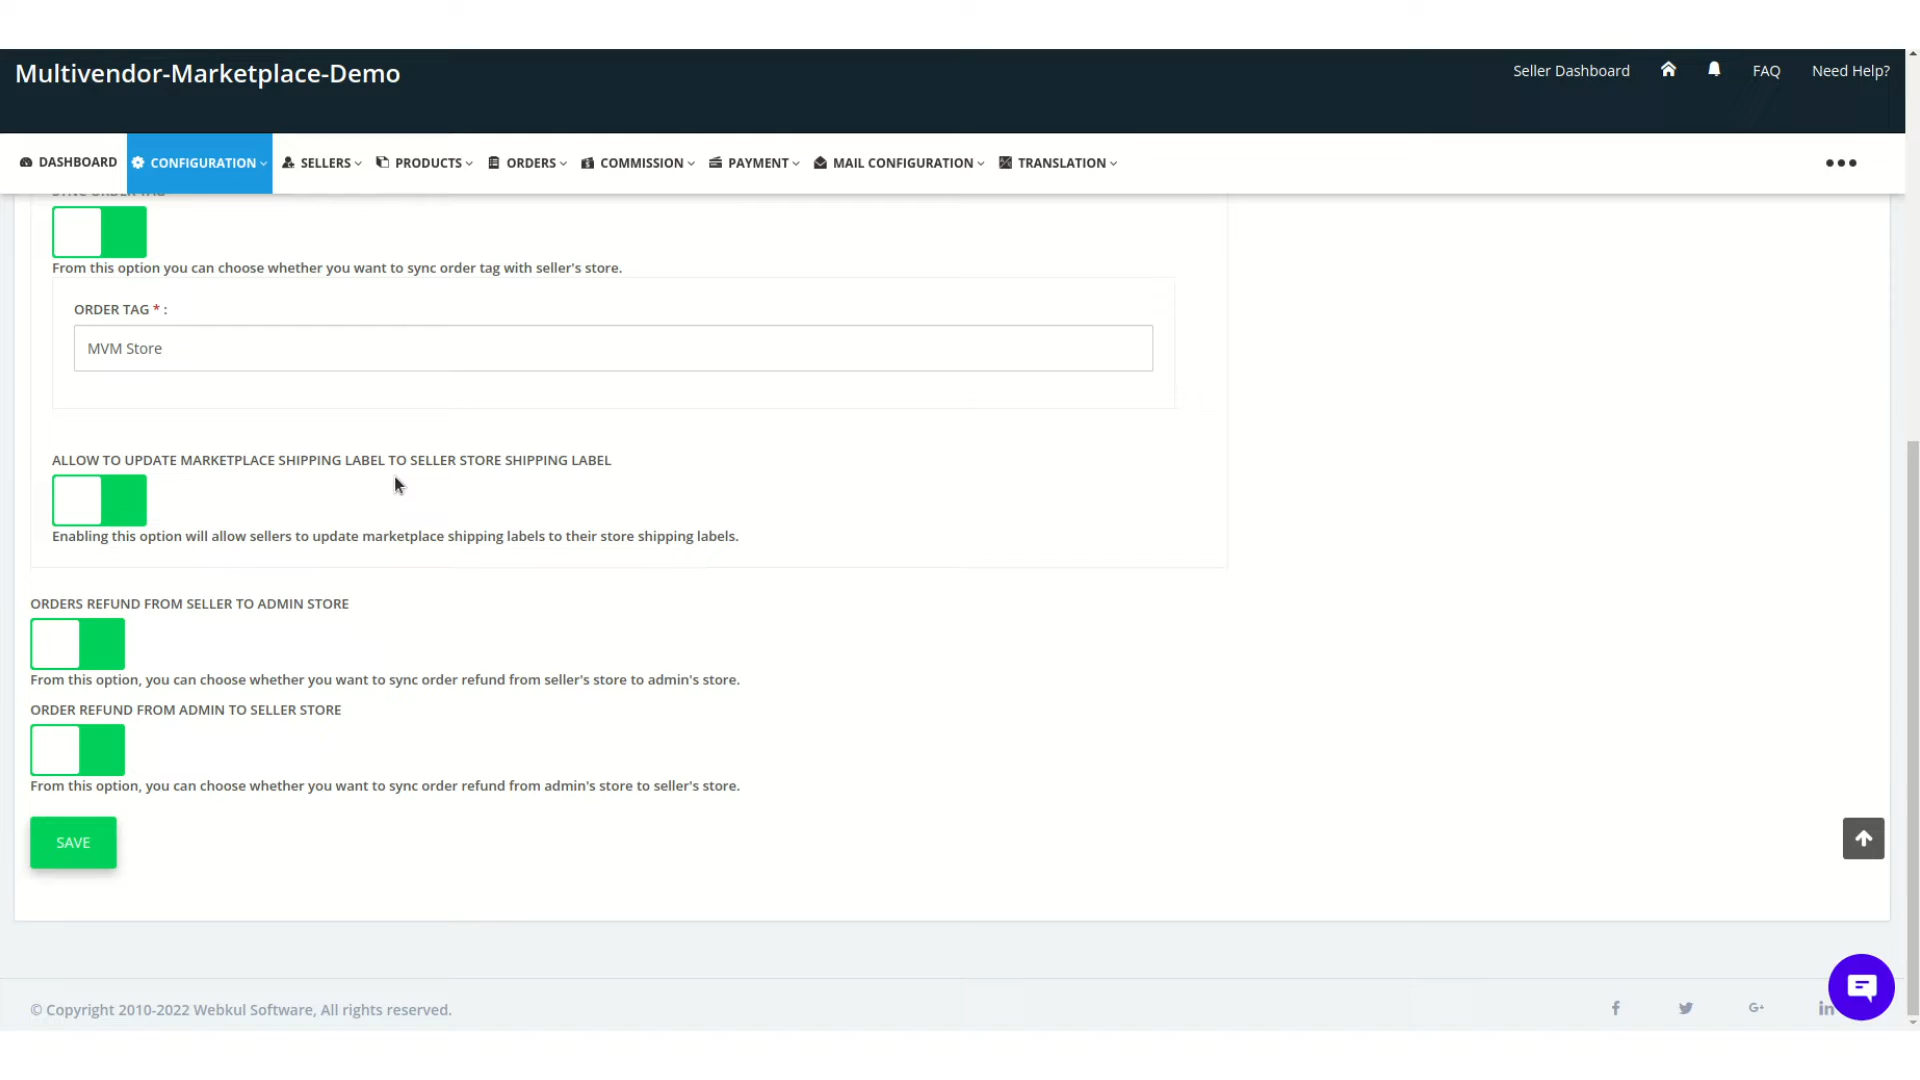 Multivendor-Marketplace-Demo
Seller Dashboard
FAQ
Need Help?
DASHBOARD
CONFIGURATION
SELLERS
PRODUCTS
ORDERS
COMMISSION
PAYMENT
MAIL CONFIGURATION
TRANSLATION
SYNC ORDER TAG
From this option you can choose whether you want to sync order tag with seller's store.
ORDER TAG * :
MVM Store
ALLOW TO UPDATE MARKETPLACE SHIPPING LABEL TO SELLER STORE SHIPPING LABEL
Enabling this option will allow sellers to update marketplace shipping labels to their store shipping labels.
ORDERS REFUND FROM SELLER TO ADMIN STORE
From this option, you can choose whether you want to sync order refund from seller's store to admin's store.
ORDER REFUND FROM ADMIN TO SELLER STORE
From this option, you can choose whether you want to sync order refund from admin's store to seller's store.
SAVE
© Copyright 2010-2022 Webkul Software, All rights reserved.